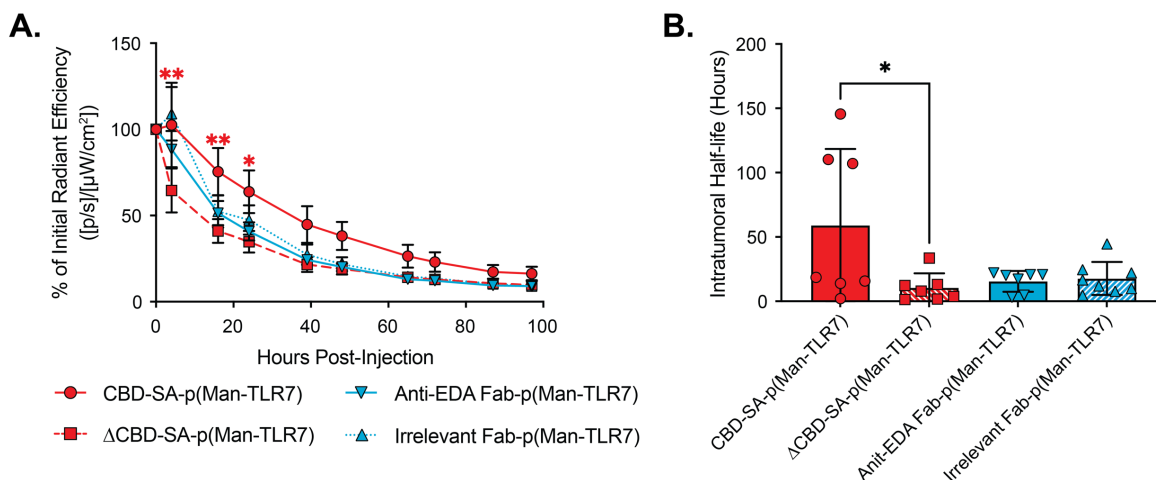 A.
% of Initial Radiant Efficiency
([p/s]/[µW/cm²])
150
100
50
0
**
**
*
0 20 40 60 80 100
Hours Post-Injection
CBD-SA-p(Man-TLR7)
Anti-EDA Fab-p(Man-TLR7)
ΔCBD-SA-p(Man-TLR7)
Irrelevant Fab-p(Man-TLR7)
B.
Intratumoral Half-life (Hours)
200
150
100
50
0
*
CBD-SA-p(Man-TLR7)
ΔCBD-SA-p(Man-TLR7)
Anit-EDA Fab-p(Man-TLR7)
Irrelevant Fab-p(Man-TLR7)